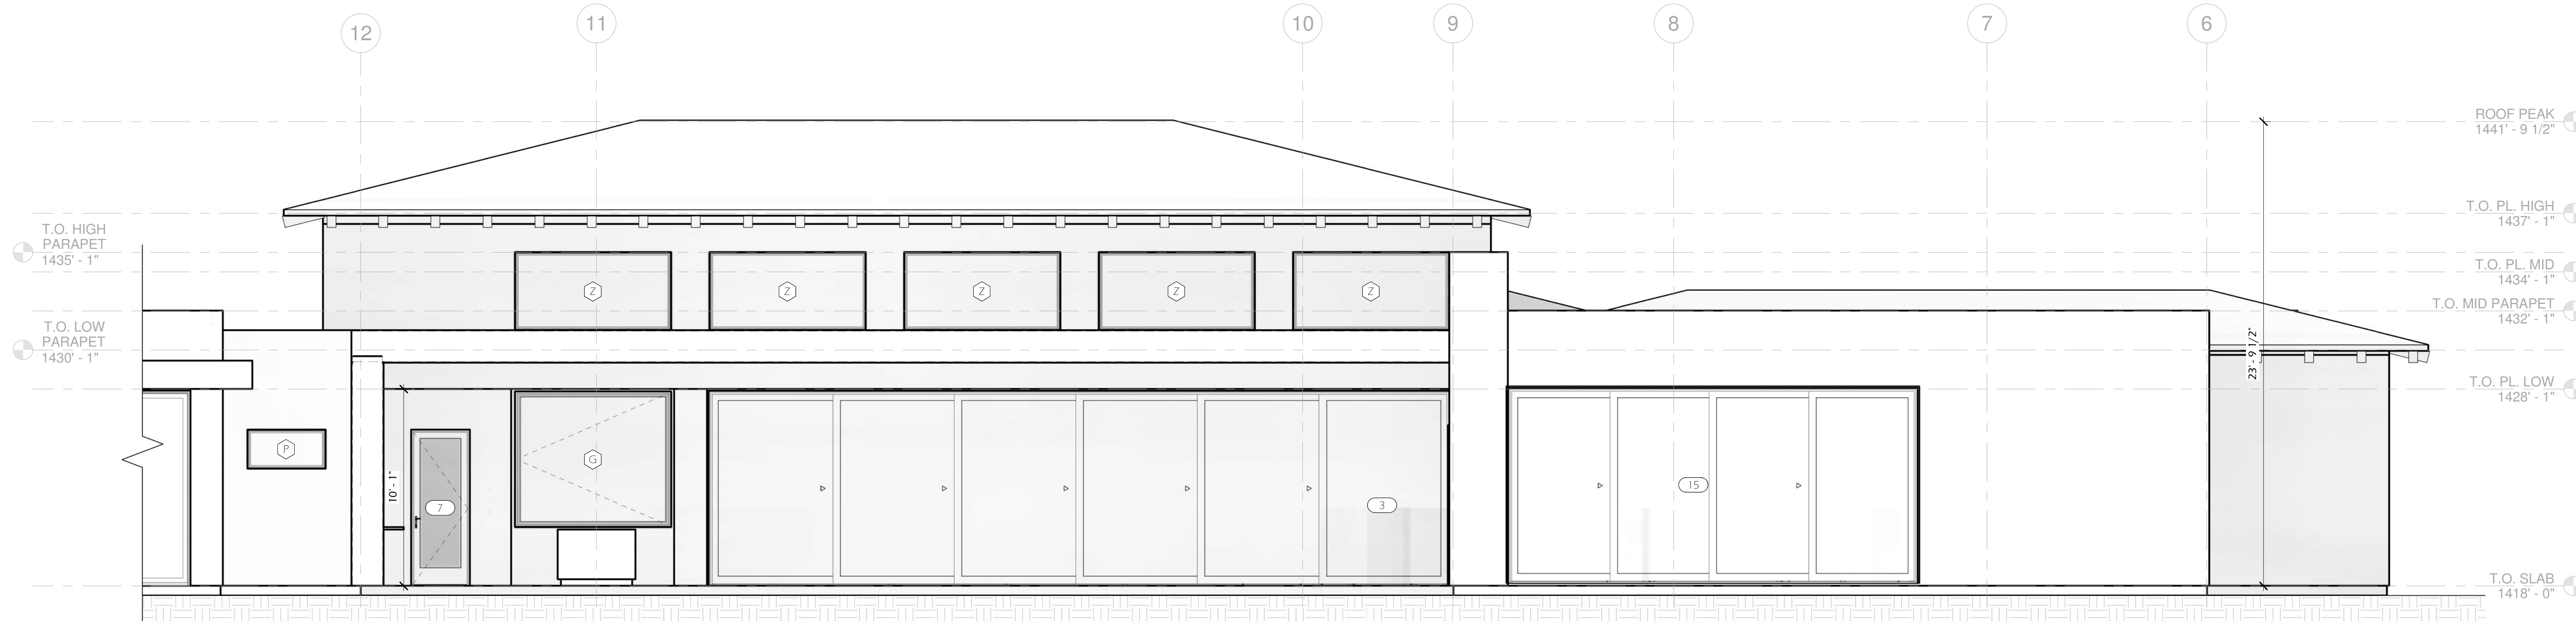 12
11
10
9
8
7
6
ROOF PEAK
1441' - 9 1/2"
T.O. PL. HIGH
1437' - 1"
T.O. HIGH
PARAPET
1435' - 1"
T.O. PL. MID
1434' - 1"
T.O. MID PARAPET
1432' - 1"
T.O. LOW
PARAPET
1430' - 1"
T.O. PL. LOW
1428' - 1"
T.O. SLAB
1418' - 0"
23' - 9 1/2"
Z
Z
Z
Z
Z
P
10' - 1"
7
G
3
15